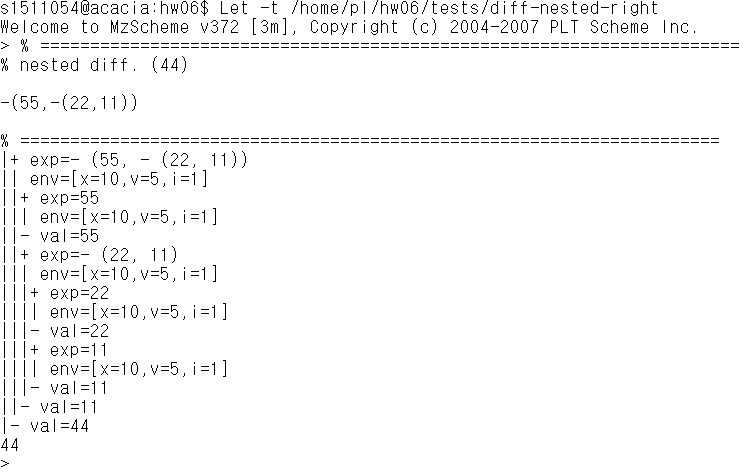 s1511054@acacia:hw06$ Let -t /home/pl/hw06/tests/diff-nested-right
Welcome to MzScheme v372 [3m], Copyright (c) 2004-2007 PLT Scheme Inc.
> % ======================================================================
% nested diff. (44)
-(55,-(22,11))
% ======================================================================
|+ exp=- (55, - (22, 11))
|| env=[x=10,v=5,i=1]
||+ exp=55
||| env=[x=10,v=5,i=1]
||- val=55
||+ exp=- (22, 11)
||| env=[x=10,v=5,i=1]
|||+ exp=22
|||| env=[x=10,v=5,i=1]
|||- val=22
|||+ exp=11
|||| env=[x=10,v=5,i=1]
|||- val=11
||- val=11
|- val=44
44
>